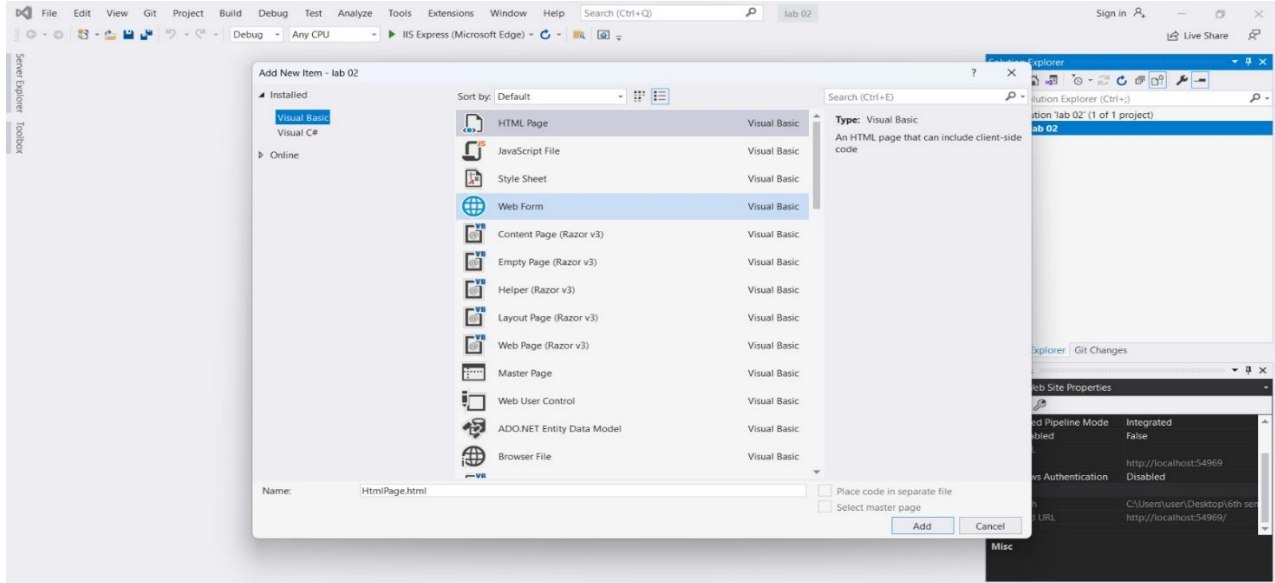 File Edit View Git Project Build Debug Test Analyze Tools Extensions Window Help Search (Ctrl+Q) lab 02 Sign in
Debug Any CPU IIS Express (Microsoft Edge) Live Share
Server Explorer
Toolbox
Add New Item - lab 02 ? ×
Installed
Visual Basic
Visual C#
Online
Sort by: Default
Search (Ctrl+E)
HTML Page Visual Basic
JavaScript File Visual Basic
Style Sheet Visual Basic
Web Form Visual Basic
Content Page (Razor v3) Visual Basic
Empty Page (Razor v3) Visual Basic
Helper (Razor v3) Visual Basic
Layout Page (Razor v3) Visual Basic
Web Page (Razor v3) Visual Basic
Master Page Visual Basic
Web User Control Visual Basic
ADO.NET Entity Data Model Visual Basic
Browser File Visual Basic
Type: Visual Basic
An HTML page that can include client-side
code
Name: HtmlPage.html
Place code in separate file
Select master page
Add Cancel
Explorer
Explorer (Ctrl+;)
'lab 02' (1 of 1 project)
lab 02
Explorer Git Changes
Site Properties
Pipeline Mode Integrated
False
http://localhost:54969
Authentication Disabled
C:\Users\user\Desktop\6th sem
URL http://localhost:54969/
Misc